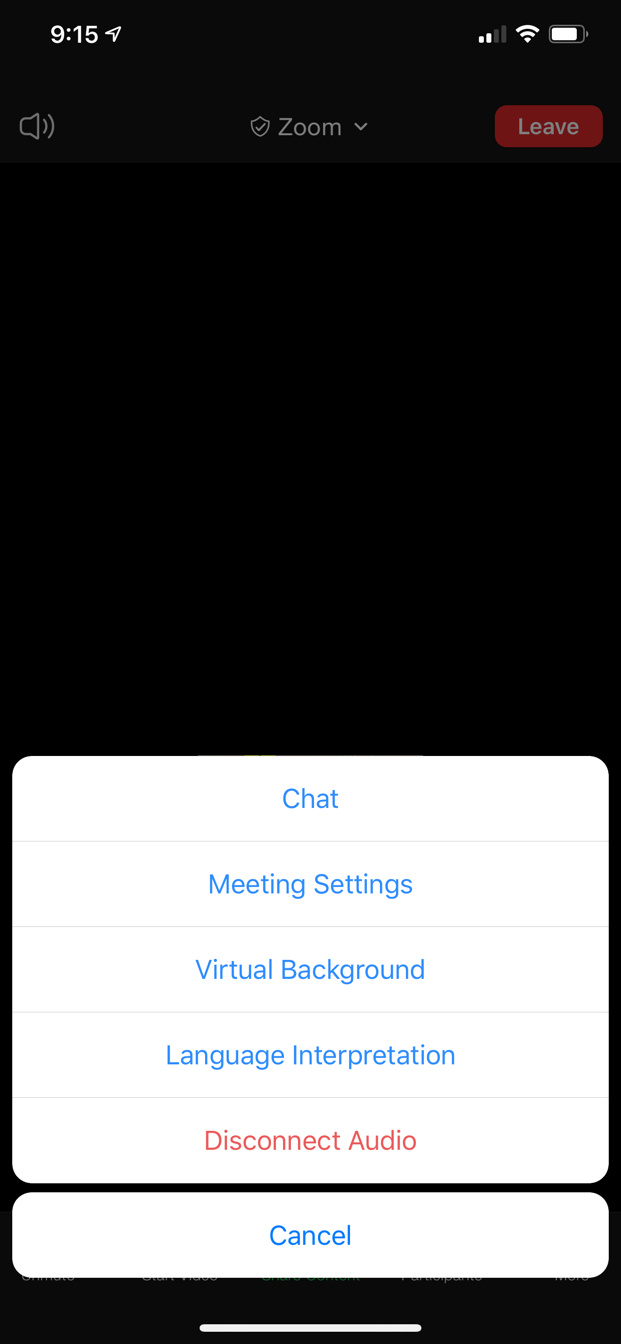 9:15
Zoom
Leave
Chat
Meeting Settings
Virtual Background
Language Interpretation
Disconnect Audio
Cancel